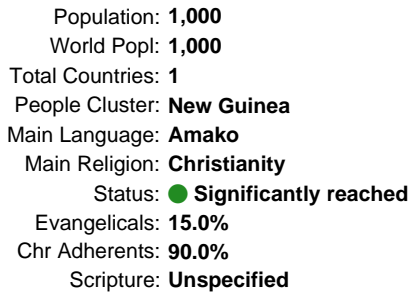 Population: 1,000
World Popl: 1,000
Total Countries: 1
People Cluster: New Guinea
Main Language: Amako
Main Religion: Christianity
Status: Significantly reached
Evangelicals: 15.0%
Chr Adherents: 90.0%
Scripture: Unspecified